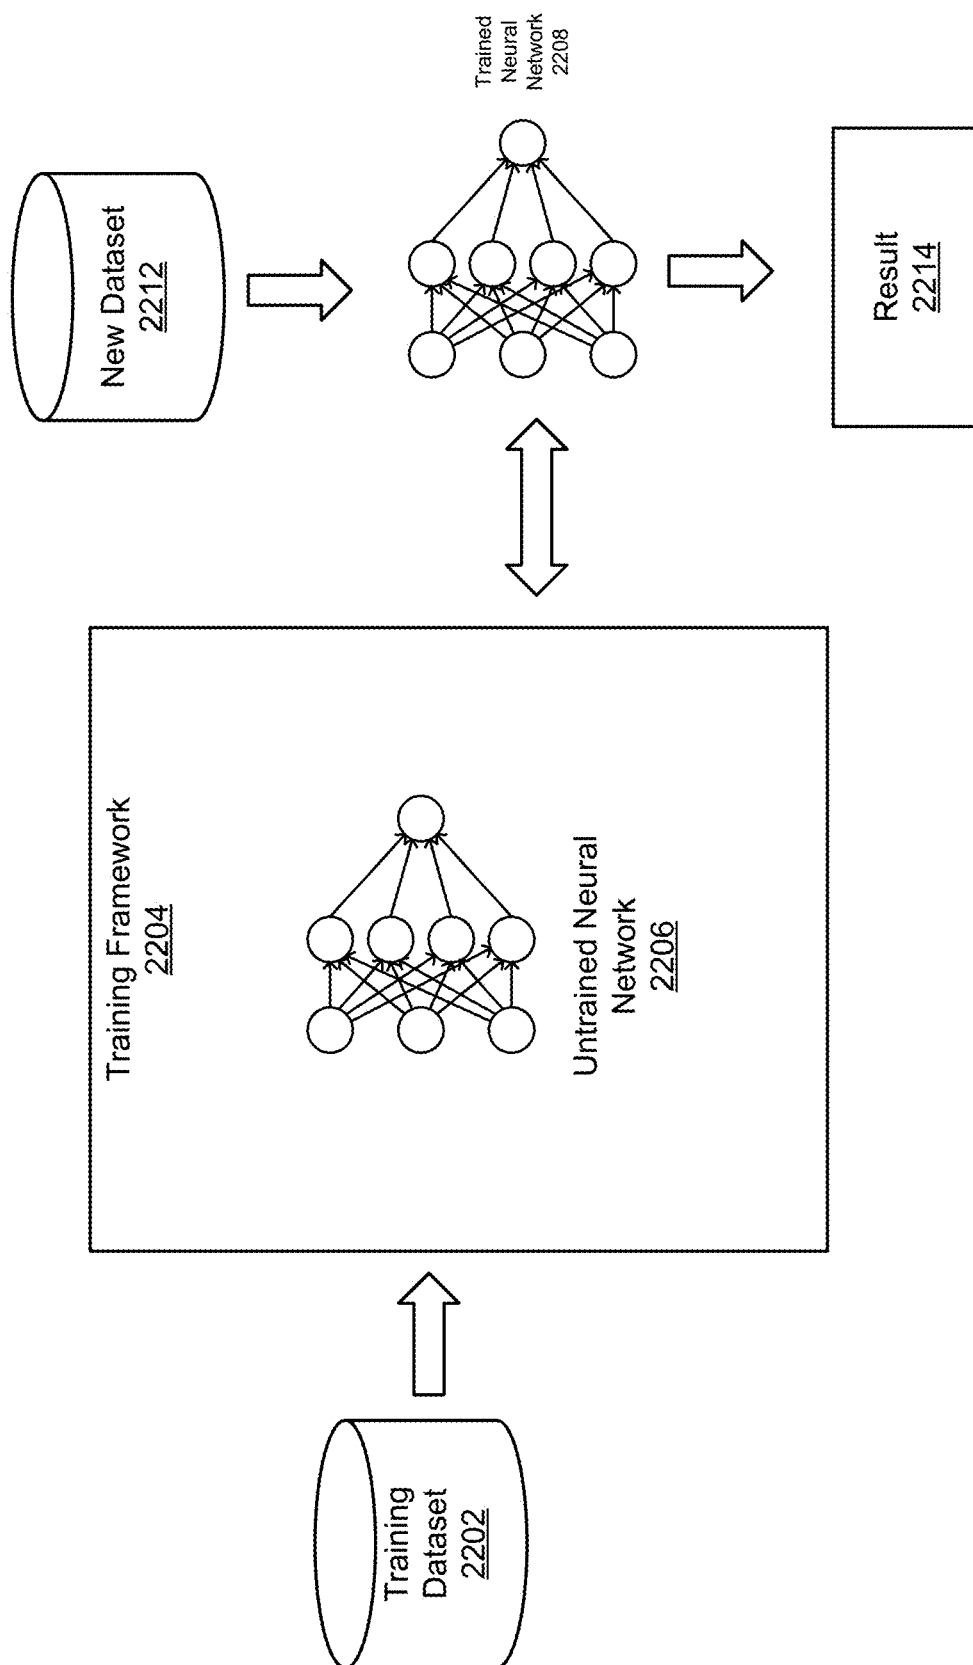 Training
Dataset
2202
Training Framework
2204
Untrained Neural
Network
2206
New Dataset
2212
Trained
Neural
Network
2208
Result
2214